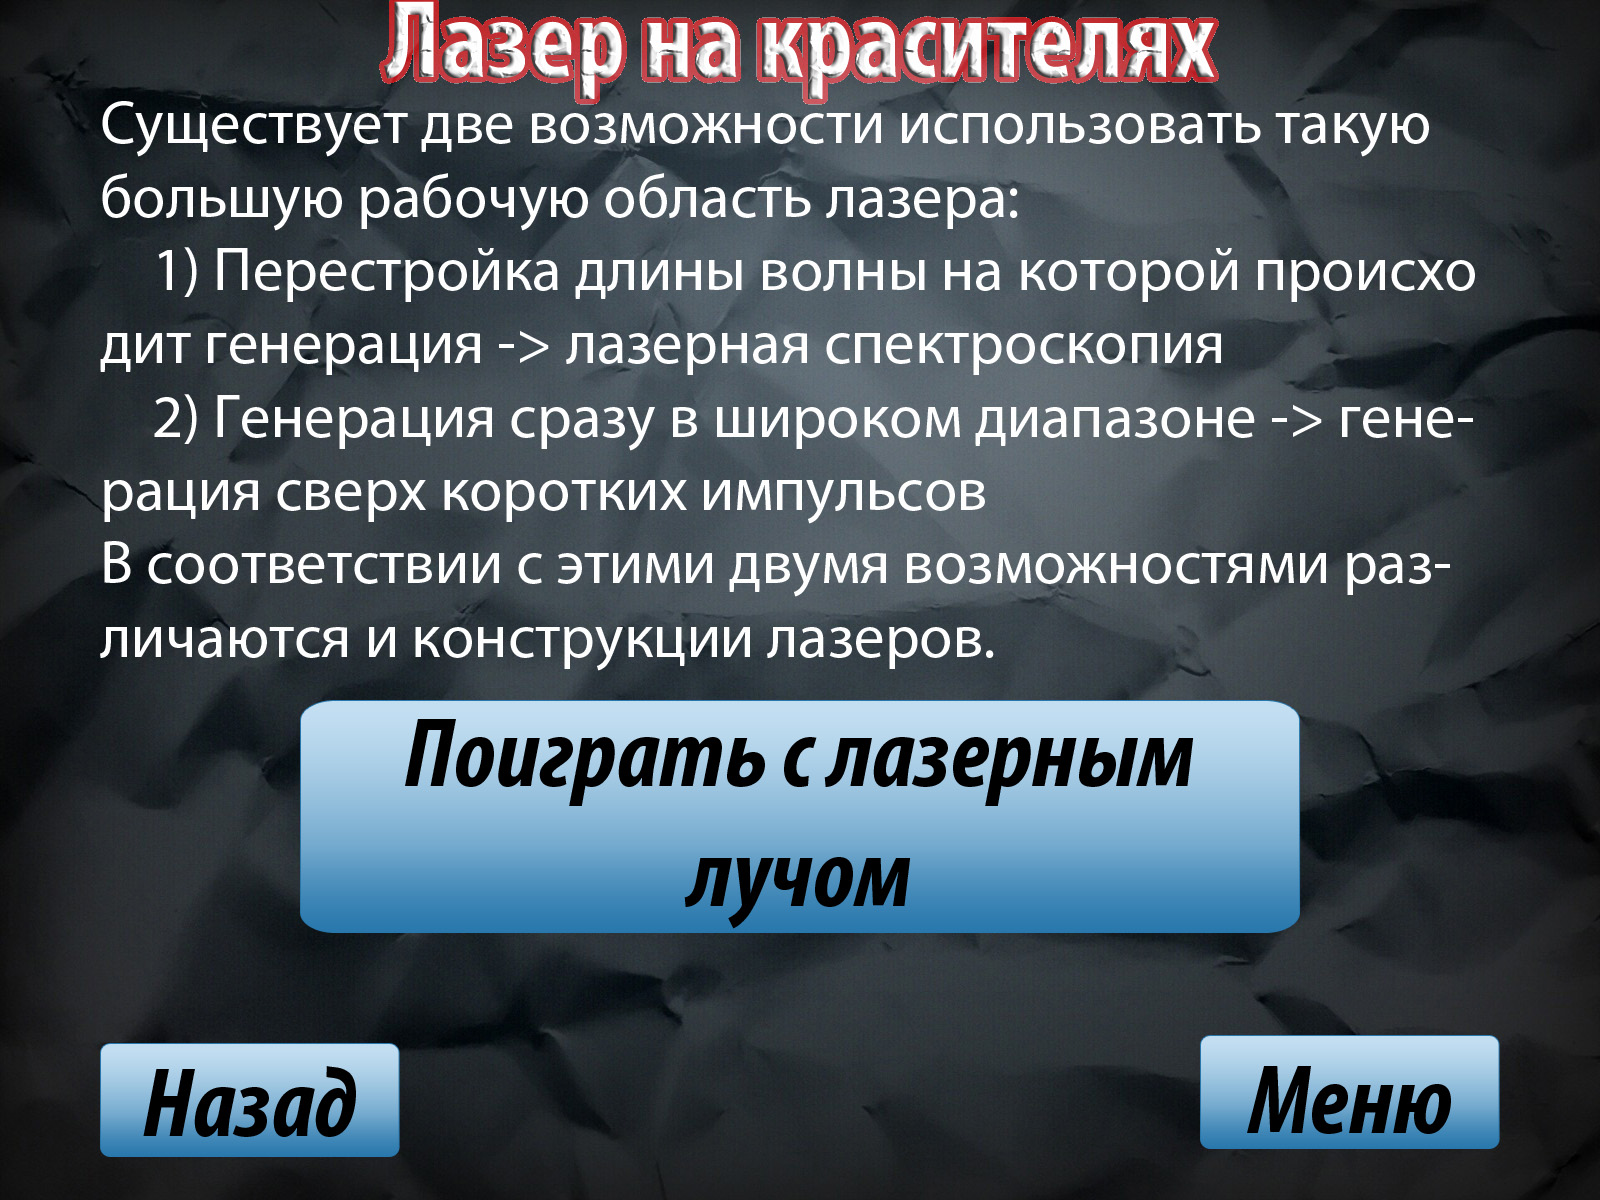 Лазер на красителях
Существует две возможности использовать такую
большую рабочую область лазера:
1) Перестройка длины волны на которой происхо
дит генерация -> лазерная спектроскопия
2) Генерация сразу в широком диапазоне -> гене-
рация сверх коротких импульсов
В соответствии с этими двумя возможностями раз-
личаются и конструкции лазеров.
Поиграть с лазерным
лучом
Назад
Меню